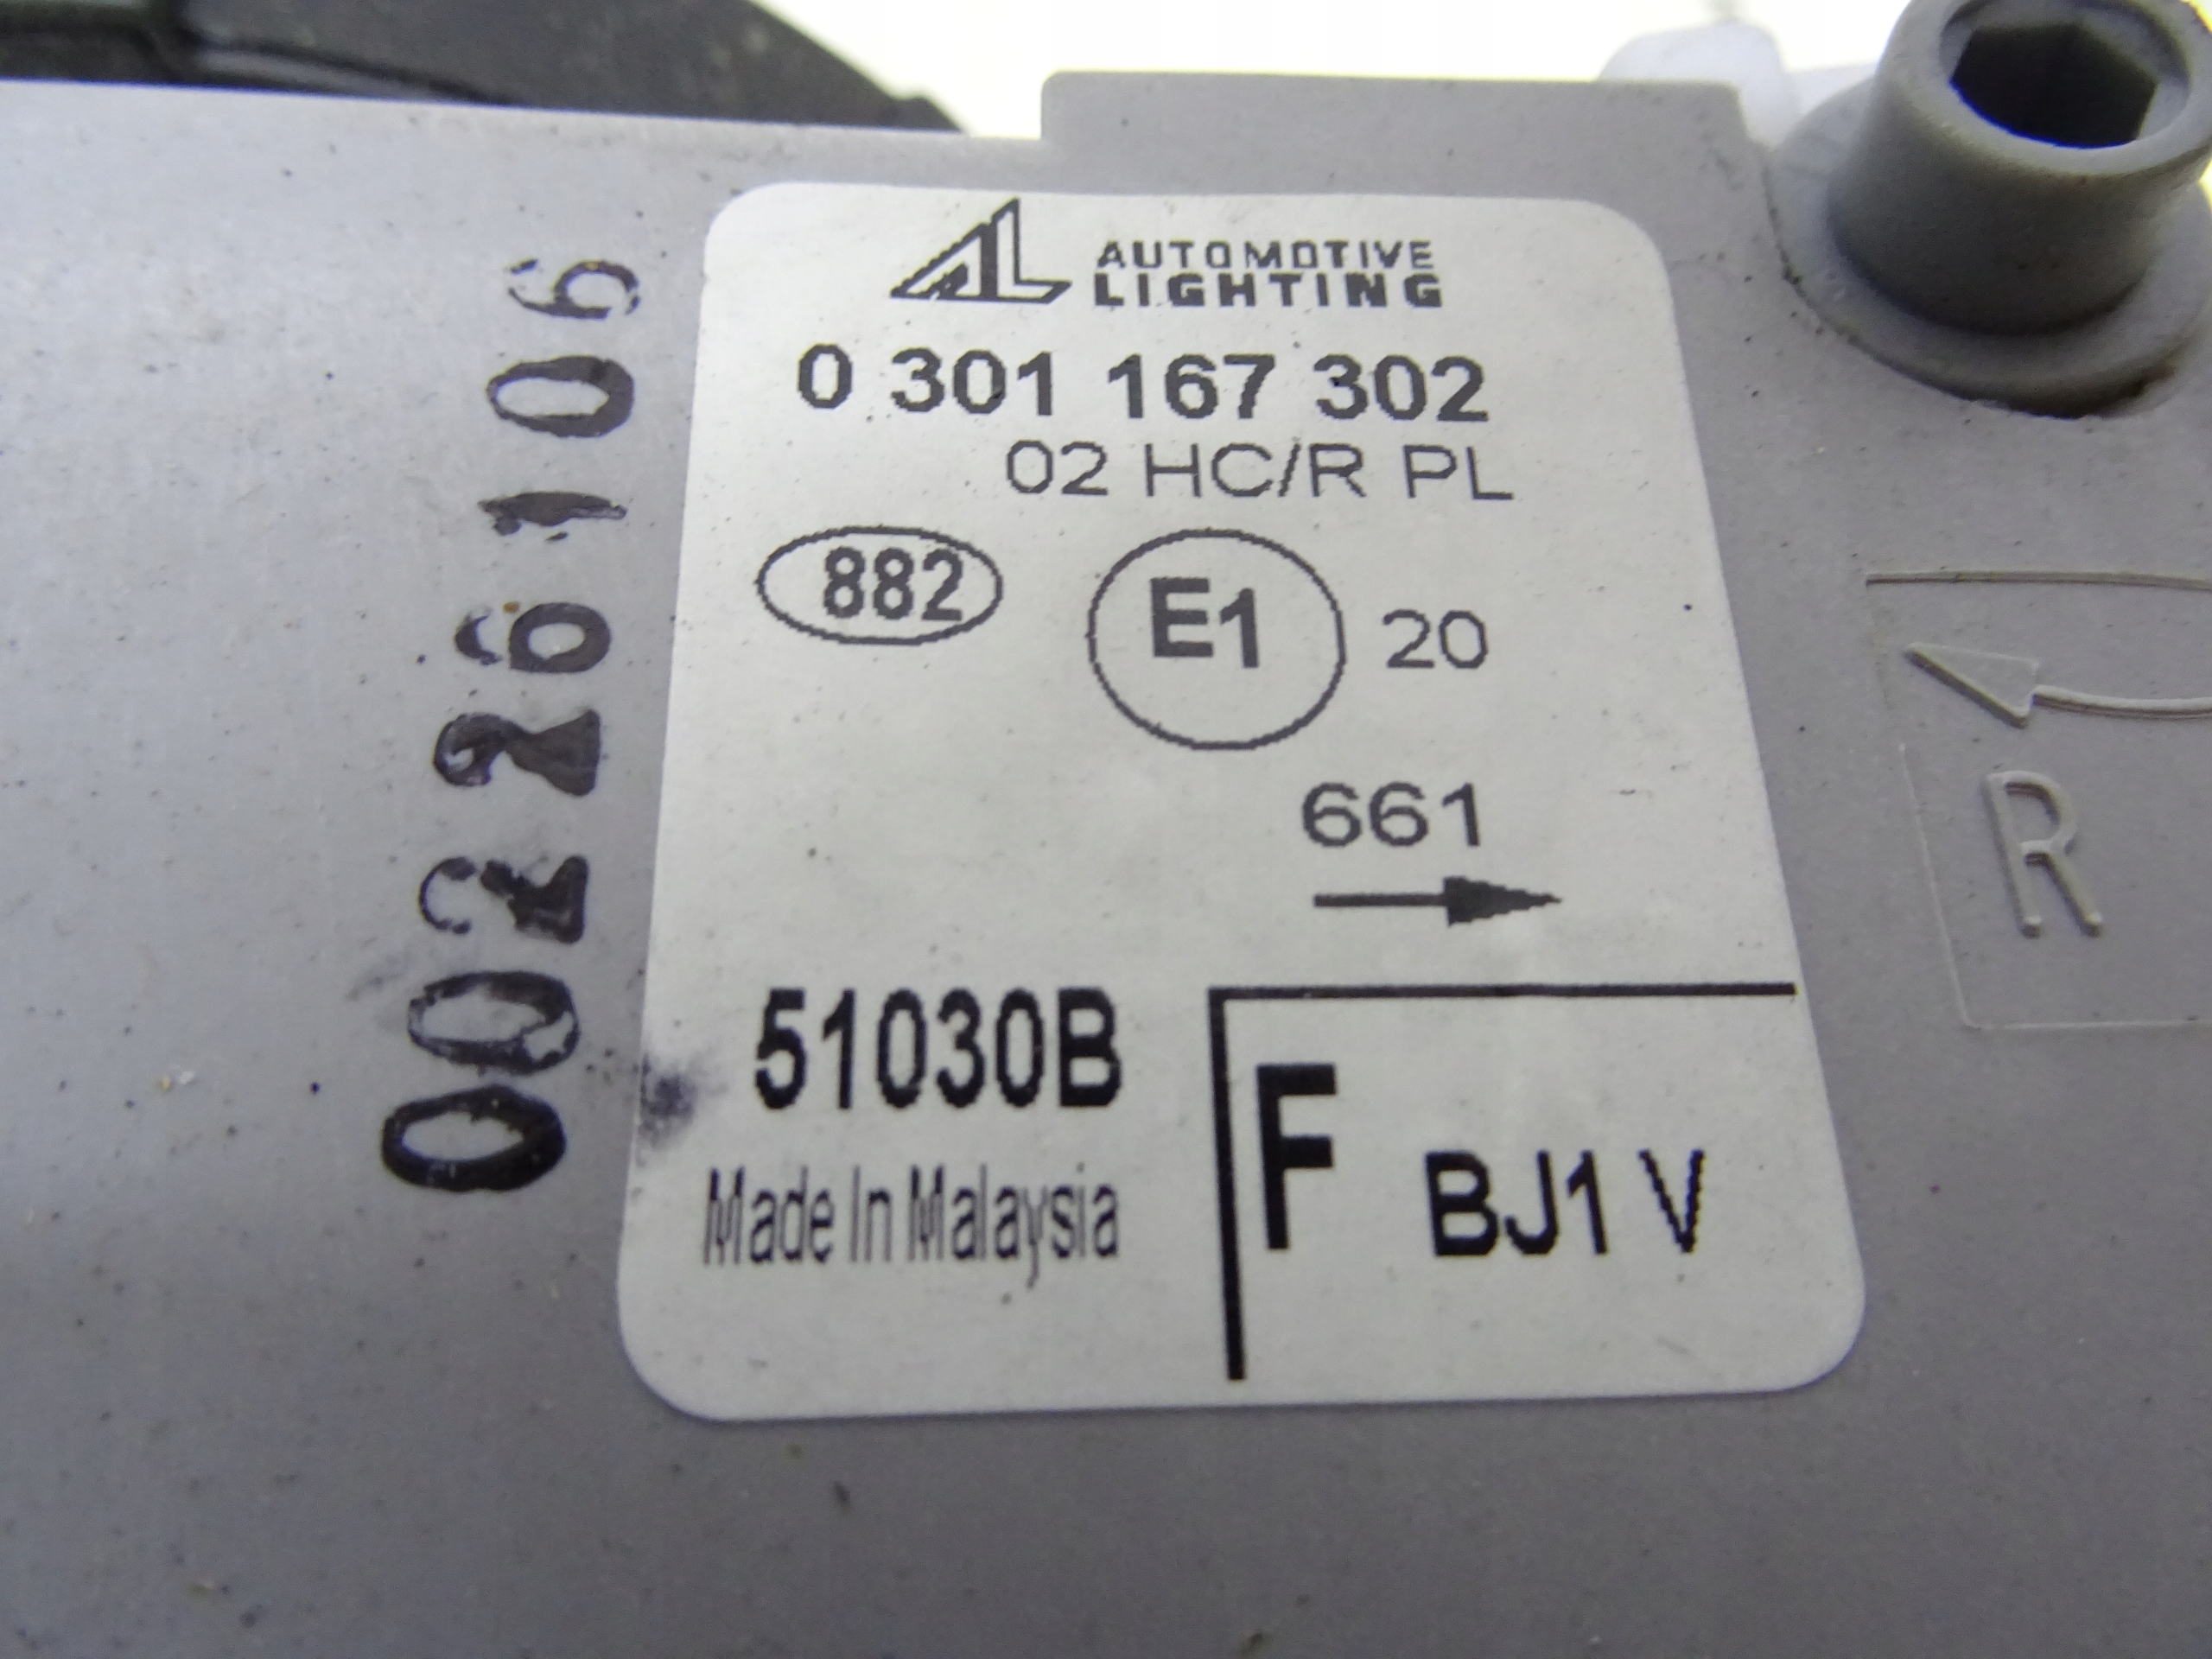 AL AUTOMOTIVE
LIGHTING
0 301 167 302
02 HC/R PL
882
E1 20
661
51030B
Made In Malaysia
F BJ1 V
00226106
R